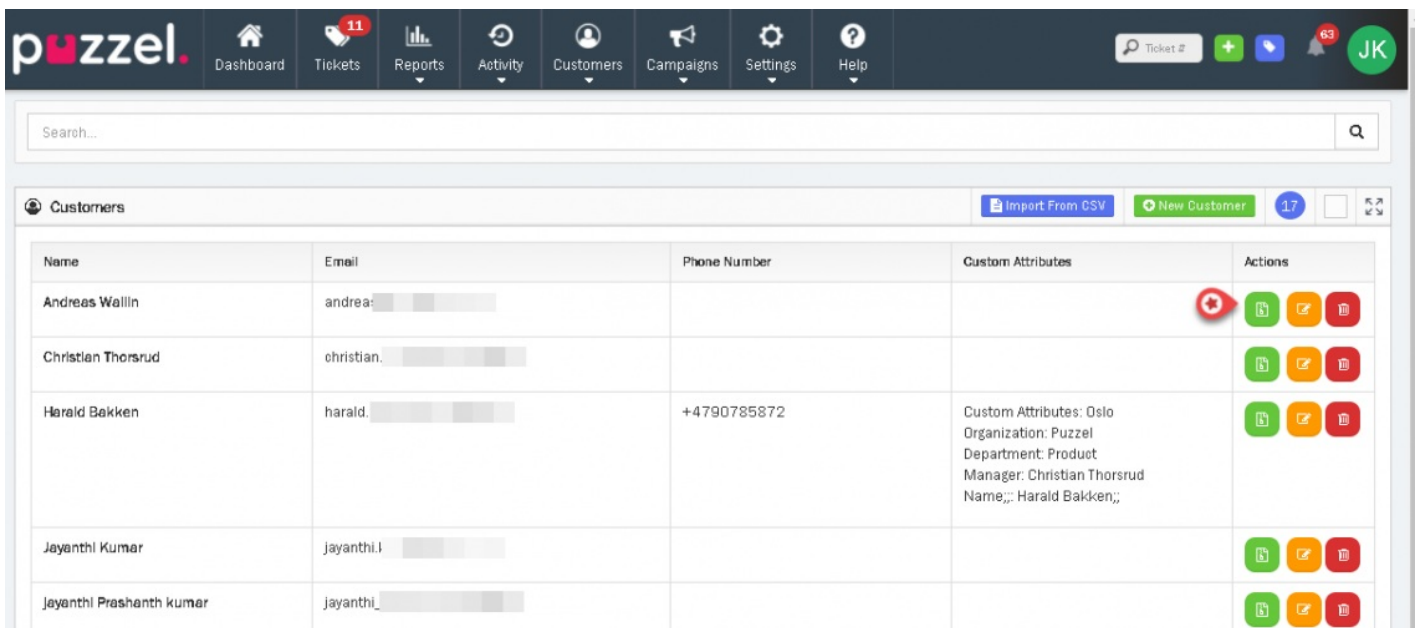 puzzel.
Dashboard
Tickets
11
Reports
Activity
Customers
Campaigns
Settings
Help
Ticket #
63
JK
Search...
Customers
Import From CSV
New Customer
17
Name Email Phone Number Custom Attributes Actions
Andreas Wallin andreas
Christian Thorsrud christian.
Harald Bakken harald. +4790785872 Custom Attributes: Oslo
Organization: Puzzel
Department: Product
Manager: Christian Thorsrud
Name;;: Harald Bakken;;
Jayanthi Kumar jayanthi.
jayanthi Prashanth kumar jayanthi_